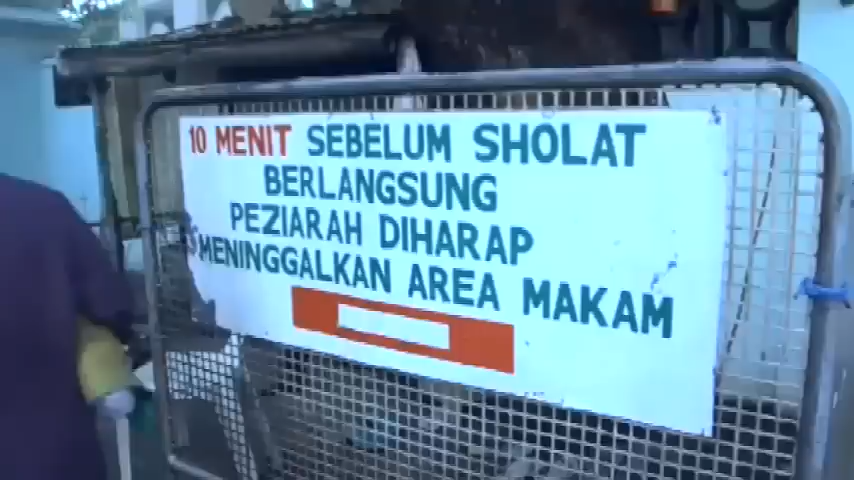 10 MENIT SEBELUM SHOLAT
BERLANGSUNG
PEZIARAH DIHARAP
MENINGGALKAN AREA MAKAM